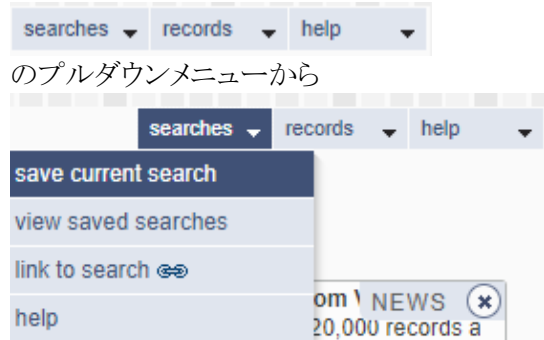 searches records help
のプルダウンメニューから
searches records help
save current search
view saved searches
link to search
help
om NEWS
20,000 records a